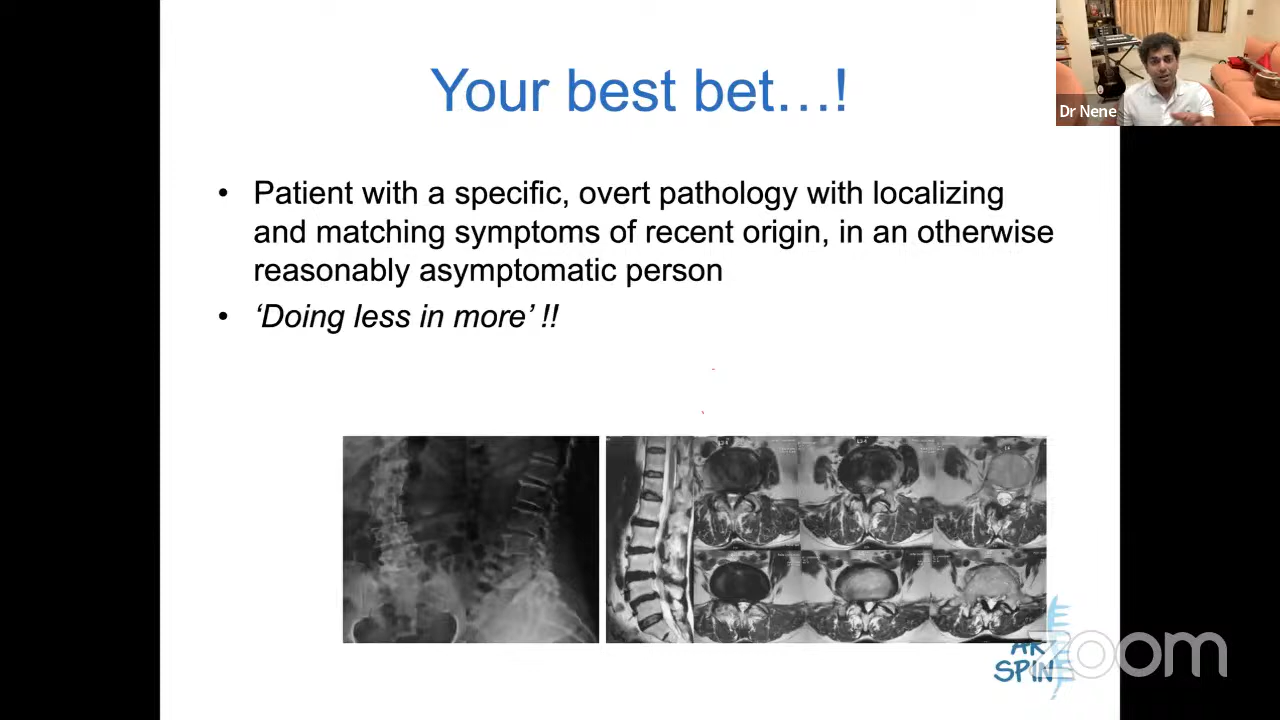 Your best bet…!
Dr Nene
• Patient with a specific, overt pathology with localizing
and matching symptoms of recent origin, in an otherwise
reasonably asymptomatic person
• ‘Doing less in more’ !!
zoom
SPIN